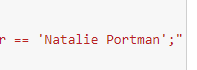 r == 'Natalie Portman';"